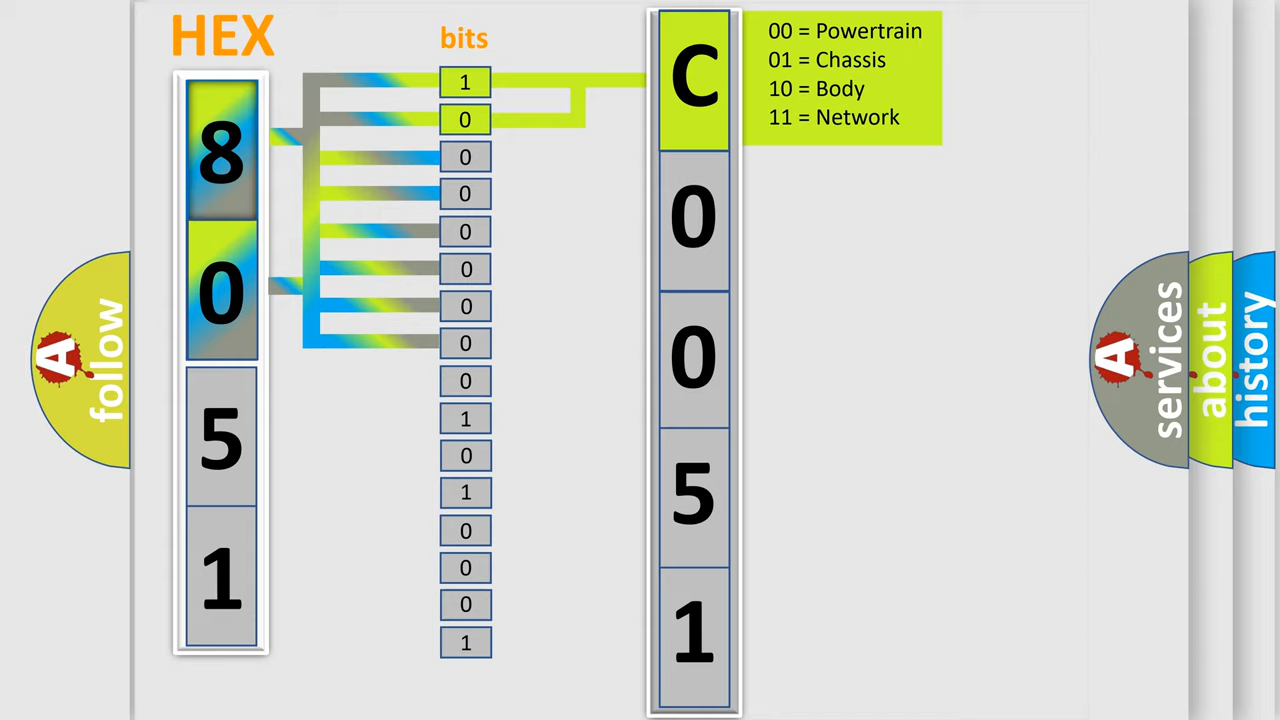 HEX
8
0
5
1
bits
1
0
0
0
0
0
0
0
0
1
0
1
0
0
0
1
C
0
0
5
1
00 = Powertrain
01 = Chassis
10 = Body
11 = Network
A
follow
A
services
about
history